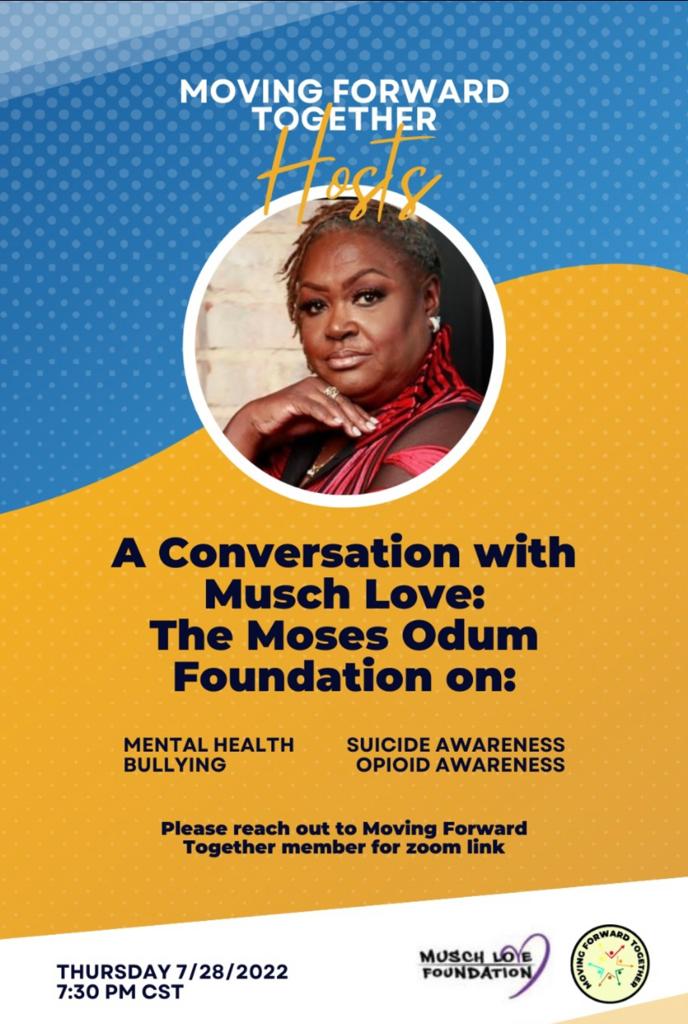 MOVING FORWARD
TOGETHER
Hosts
A Conversation with
Musch Love:
The Moses Odum
Foundation on:
MENTAL HEALTH
BULLYING
SUICIDE AWARENESS
OPIOID AWARENESS
Please reach out to Moving Forward
Together member for zoom link
THURSDAY 7/28/2022
7:30 PM CST
MUSCH LOVE
FOUNDATION
MOVING FORWARD TOGETHER